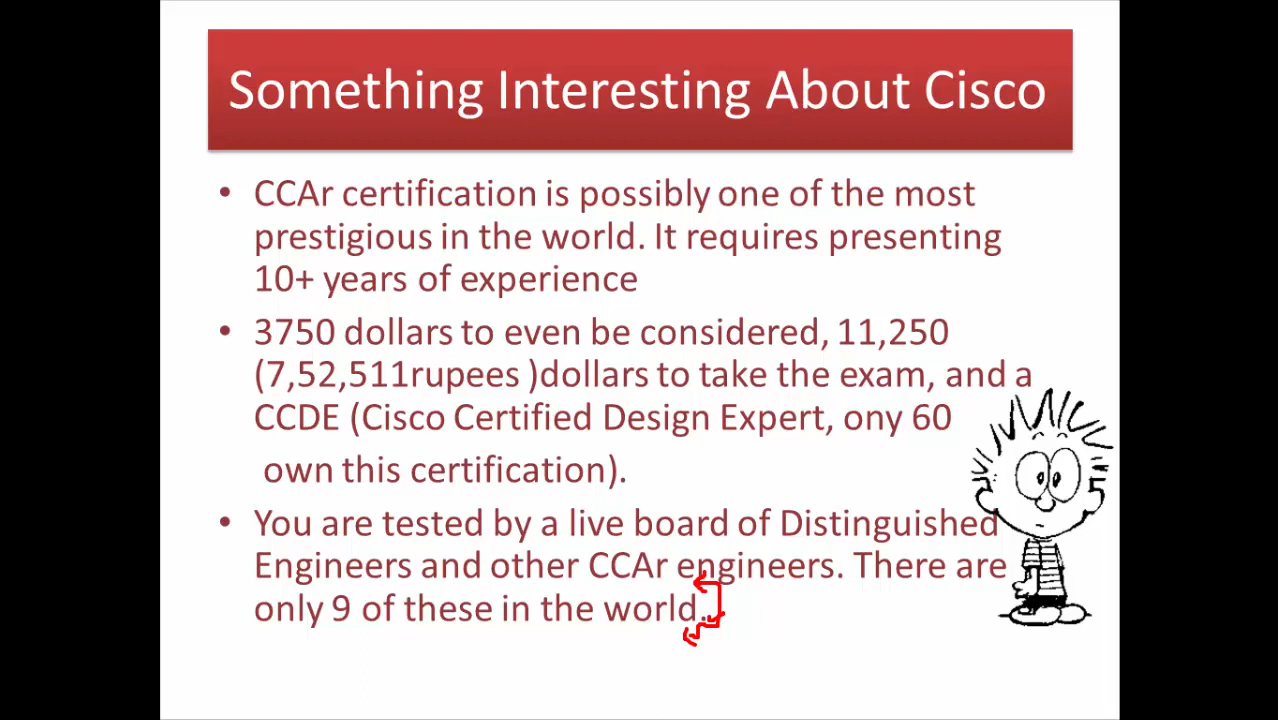 Something Interesting About Cisco
• CCAr certification is possibly one of the most
prestigious in the world. It requires presenting
10+ years of experience
• 3750 dollars to even be considered, 11,250
(7,52,511rupees )dollars to take the exam, and a
CCDE (Cisco Certified Design Expert, ony 60
own this certification).
• You are tested by a live board of Distinguished
Engineers and other CCAr engineers. There are
only 9 of these in the world.